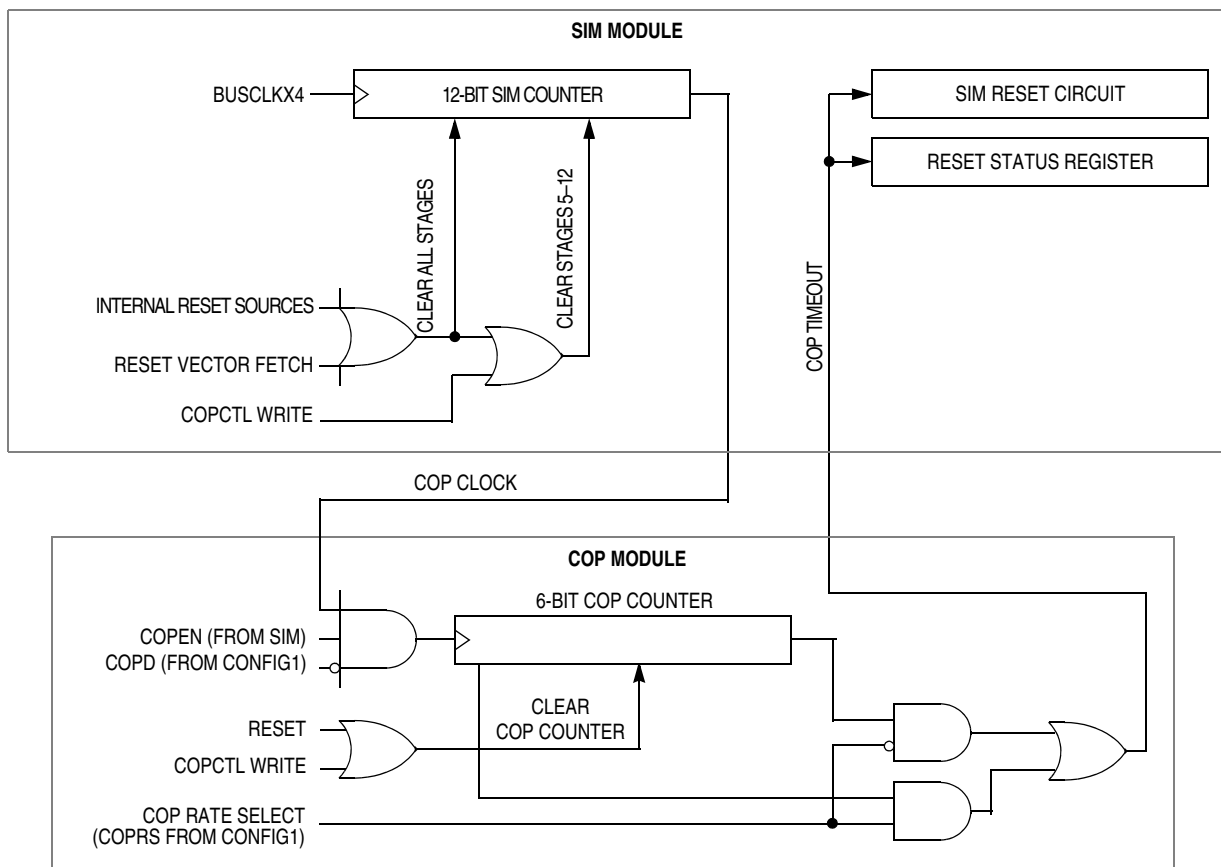 SIM MODULE
BUSCLKX4
12-BIT SIM COUNTER
SIM RESET CIRCUIT
RESET STATUS REGISTER
CLEAR ALL STAGES
CLEAR STAGES 5–12
INTERNAL RESET SOURCES
RESET VECTOR FETCH
COPCTL WRITE
COP TIMEOUT
COP CLOCK
COP MODULE
6-BIT COP COUNTER
COPEN (FROM SIM)
COPD (FROM CONFIG1)
CLEAR
COP COUNTER
RESET
COPCTL WRITE
COP RATE SELECT
(COPRS FROM CONFIG1)